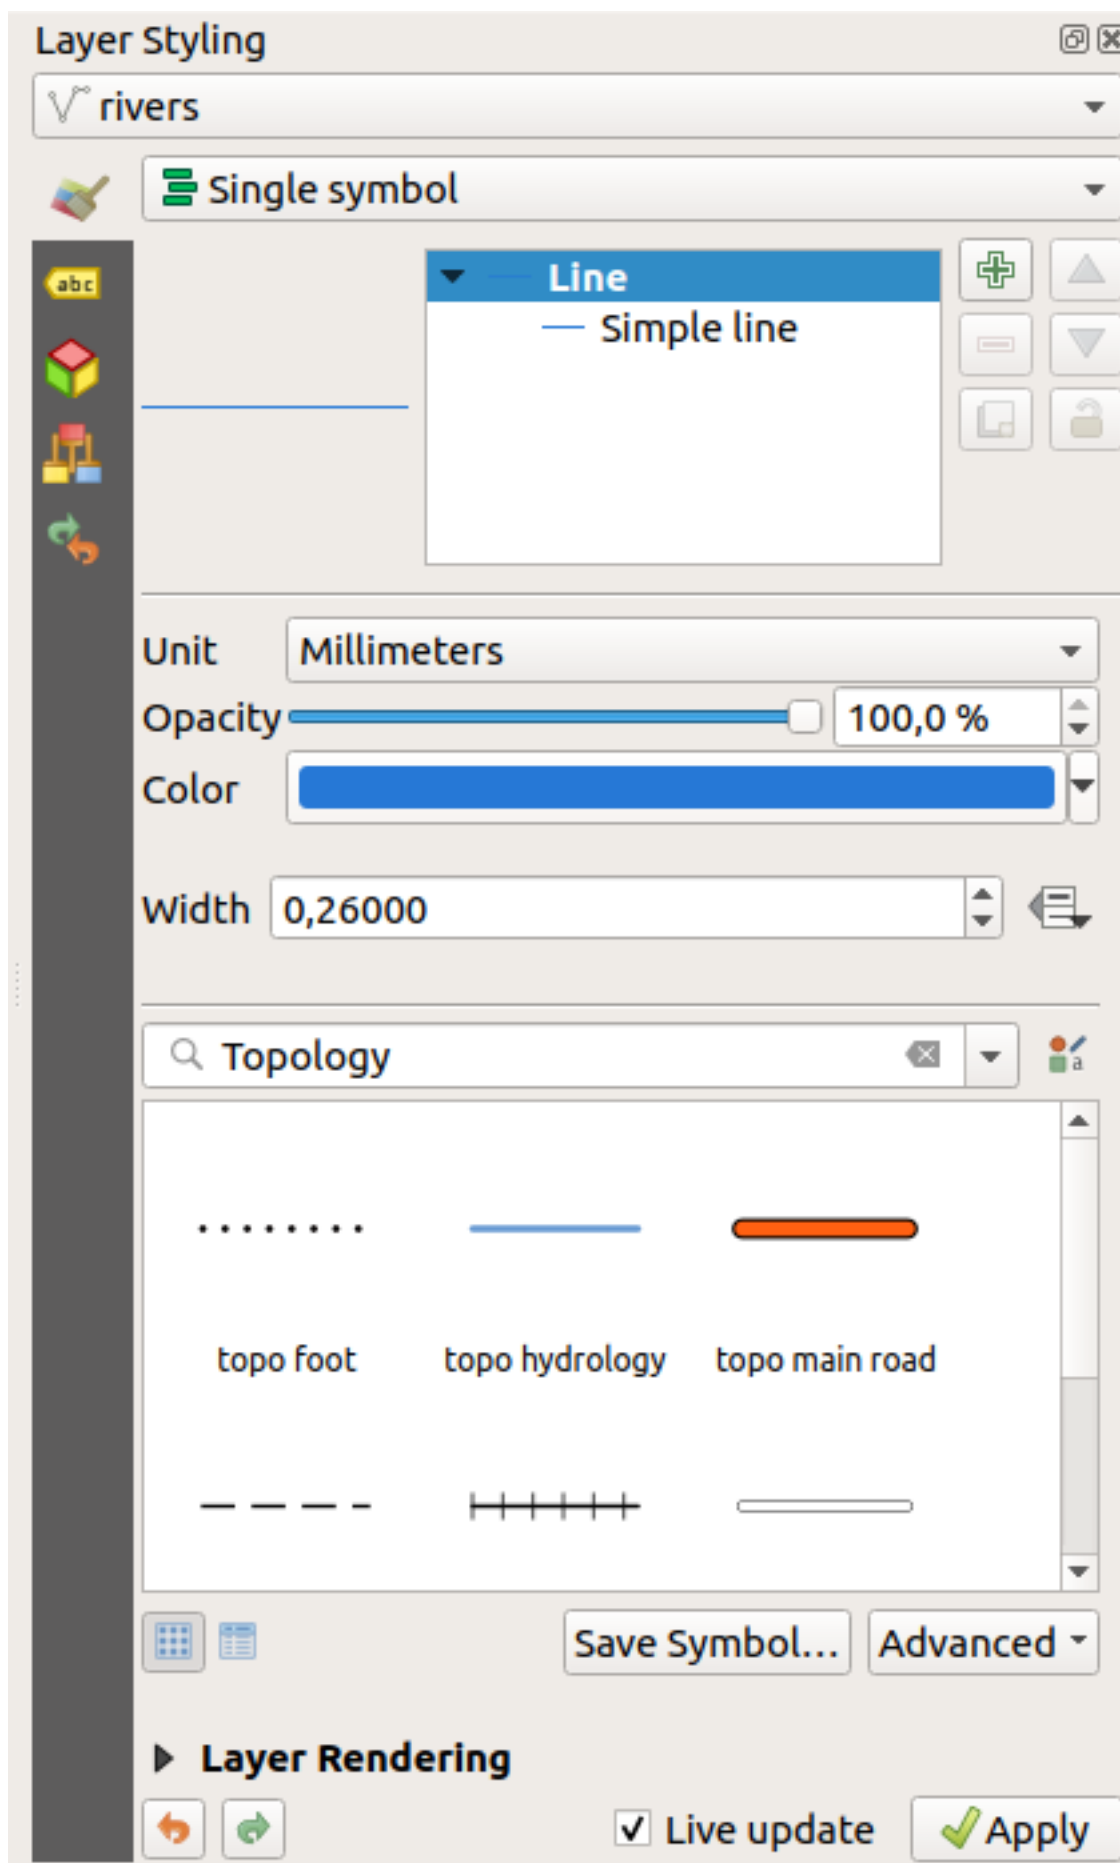 Layer Styling
rivers
Single symbol
abc
Line
Simple line
Unit Millimeters
Opacity 100,0 %
Color
Width 0,26000
Topology
a
topo foot topo hydrology topo main road
Save Symbol... Advanced
Layer Rendering
Live update Apply